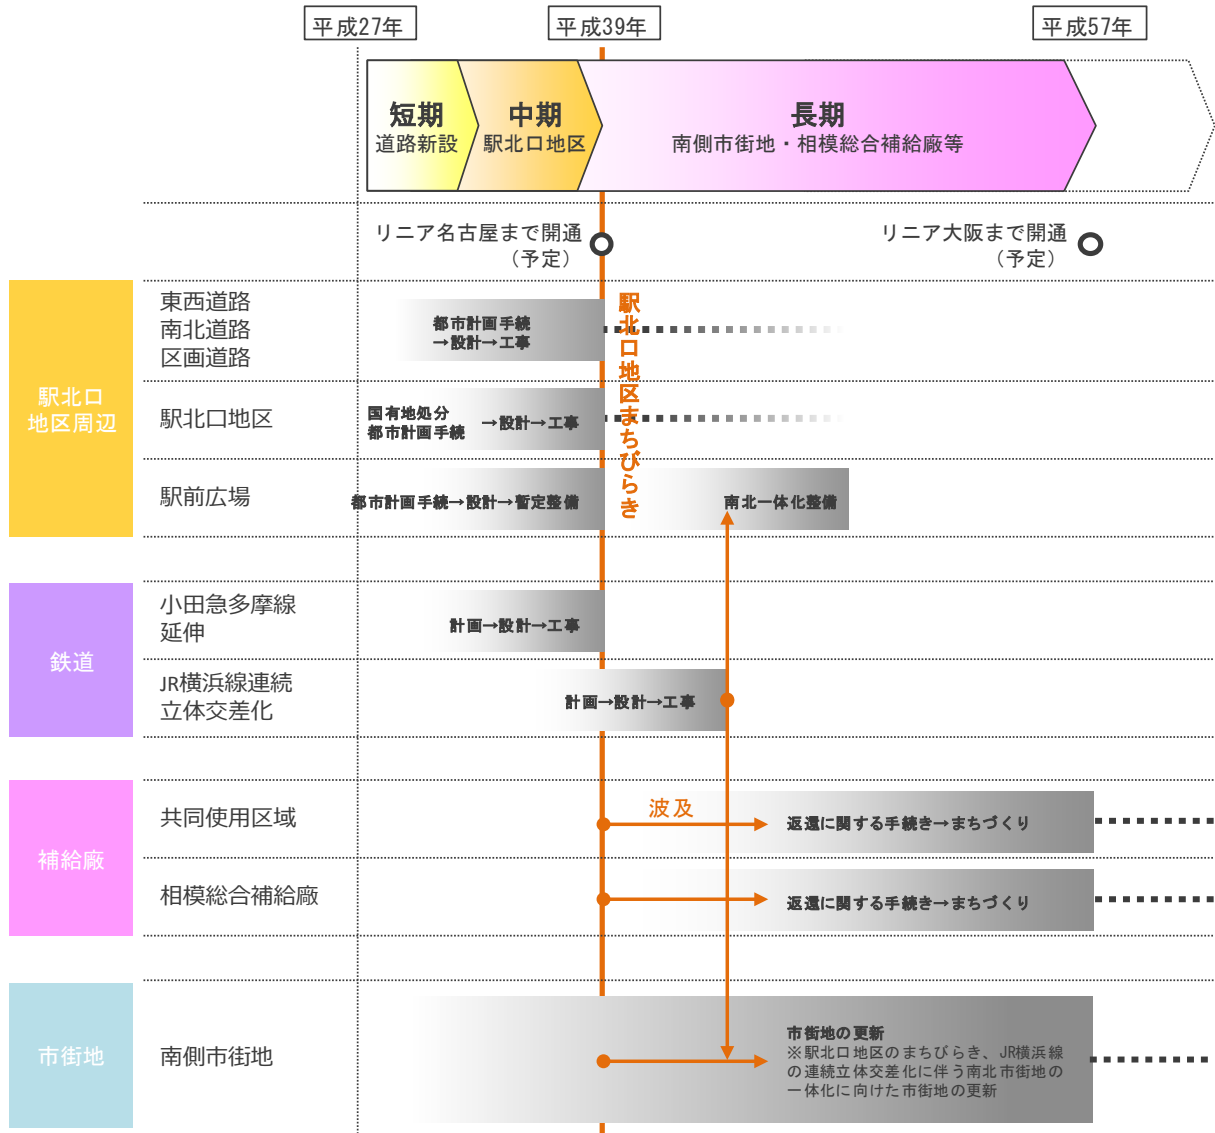 平成27年
平成39年
平成57年
短期
道路新設
中期
駅北口地区
長期
南側市街地・相模総合補給廠等
リニア名古屋まで開通
（予定）
リニア大阪まで開通
（予定）
駅北口地区まちびらき
駅北口
地区周辺
東西道路
南北道路
区画道路
都市計画手続
→設計→工事
駅北口地区
国有地処分
都市計画手続
→設計→工事
駅前広場
都市計画手続→設計→暫定整備
南北一体化整備
鉄道
小田急多摩線
延伸
計画→設計→工事
JR横浜線連続
立体交差化
計画→設計→工事
補給廠
共同使用区域
波及
返還に関する手続き→まちづくり
相模総合補給廠
返還に関する手続き→まちづくり
市街地
南側市街地
市街地の更新
※駅北口地区のまちびらき、JR横浜線
の連続立体交差化に伴う南北市街地の
一体化に向けた市街地の更新